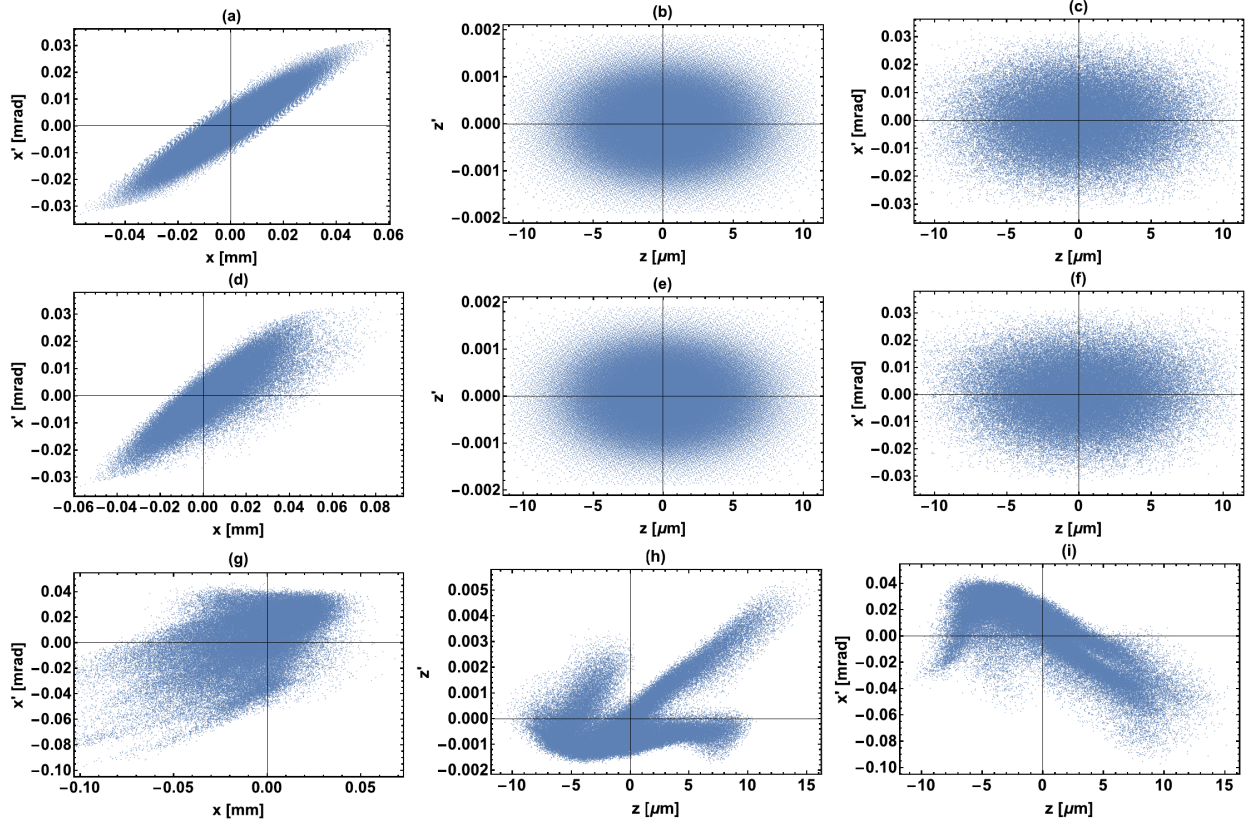 (a)
x' [mrad]
0.03
0.02
0.01
0.00
−0.01
−0.02
−0.03
−0.04 −0.02 0.00 0.02 0.04 0.06
x [mm]
(b)
z'
0.002
0.001
0.000
−0.001
−0.002
−10 −5 0 5 10
z [μm]
(c)
x' [mrad]
0.03
0.02
0.01
0.00
−0.01
−0.02
−0.03
−10 −5 0 5 10
z [μm]
(d)
x' [mrad]
0.03
0.02
0.01
0.00
−0.01
−0.02
−0.03
−0.06 −0.04 −0.02 0.00 0.02 0.04 0.06 0.08
x [mm]
(e)
z'
0.002
0.001
0.000
−0.001
−0.002
−10 −5 0 5 10
z [μm]
(f)
x' [mrad]
0.03
0.02
0.01
0.00
−0.01
−0.02
−0.03
−10 −5 0 5 10
z [μm]
(g)
x' [mrad]
0.04
0.02
0.00
−0.02
−0.04
−0.06
−0.08
−0.10
−0.10 −0.05 0.00 0.05
x [mm]
(h)
z'
0.005
0.004
0.003
0.002
0.001
0.000
−0.001
−0.002
−10 −5 0 5 10 15
z [μm]
(i)
x' [mrad]
0.04
0.02
0.00
−0.02
−0.04
−0.06
−0.08
−0.10
−10 −5 0 5 10 15
z [μm]